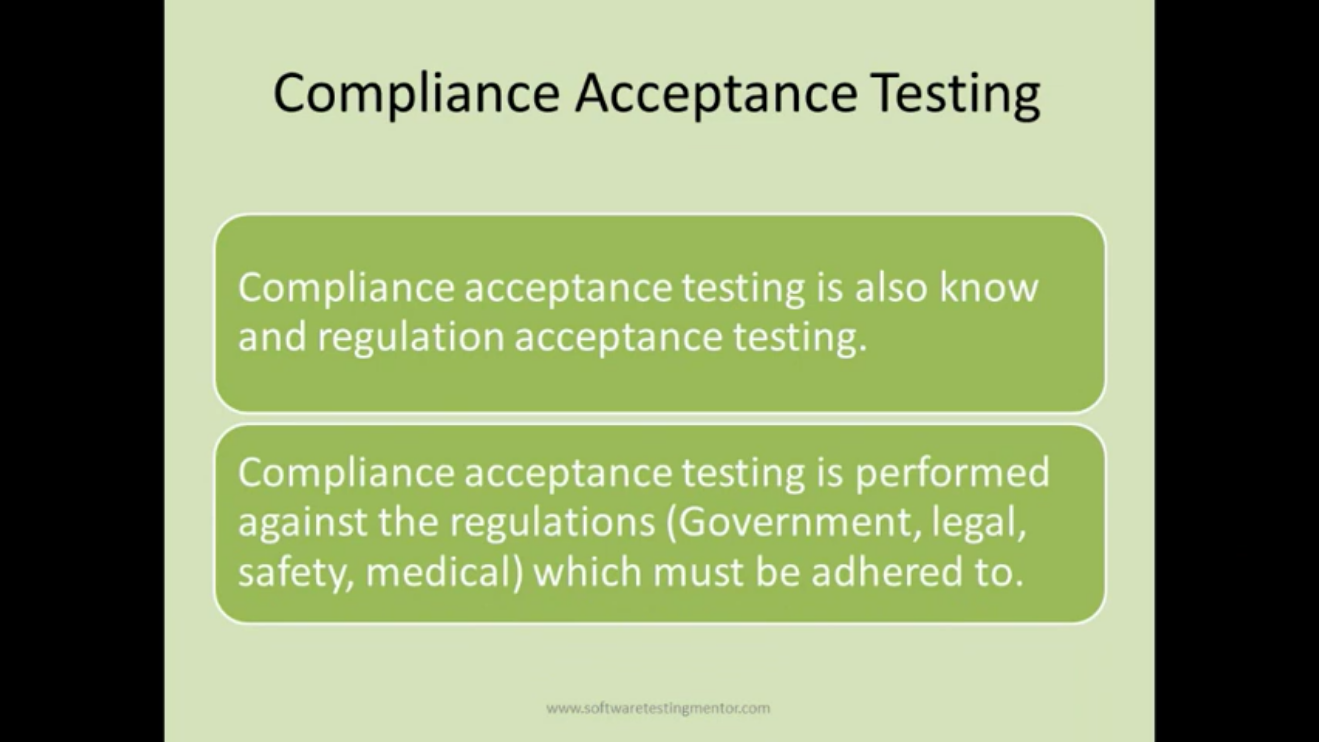 Compliance Acceptance Testing
Compliance acceptance testing is also know
and regulation acceptance testing.
Compliance acceptance testing is performed
against the regulations (Government, legal,
safety, medical) which must be adhered to.
www.softwaretestingmentor.com